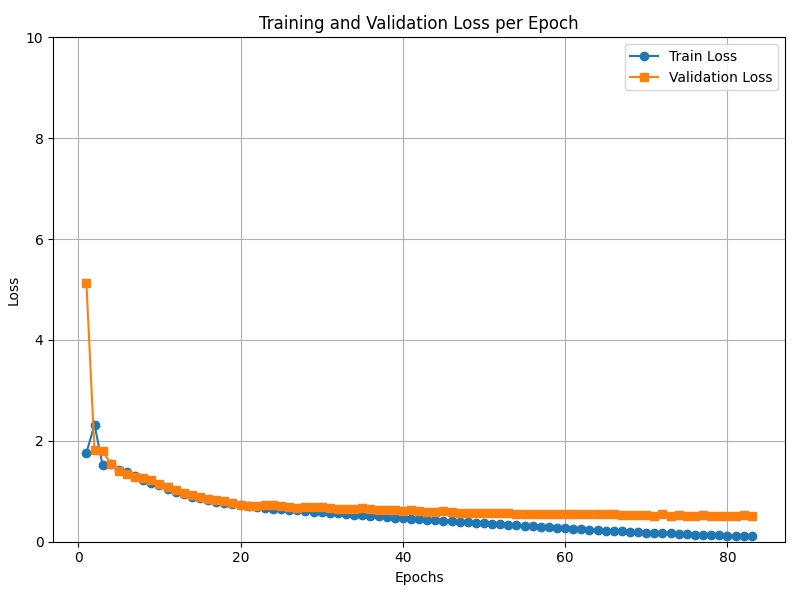 Training and Validation Loss per Epoch
10
8
6
4
2
0
Loss
Train Loss
Validation Loss
0 20 40 60 80
Epochs